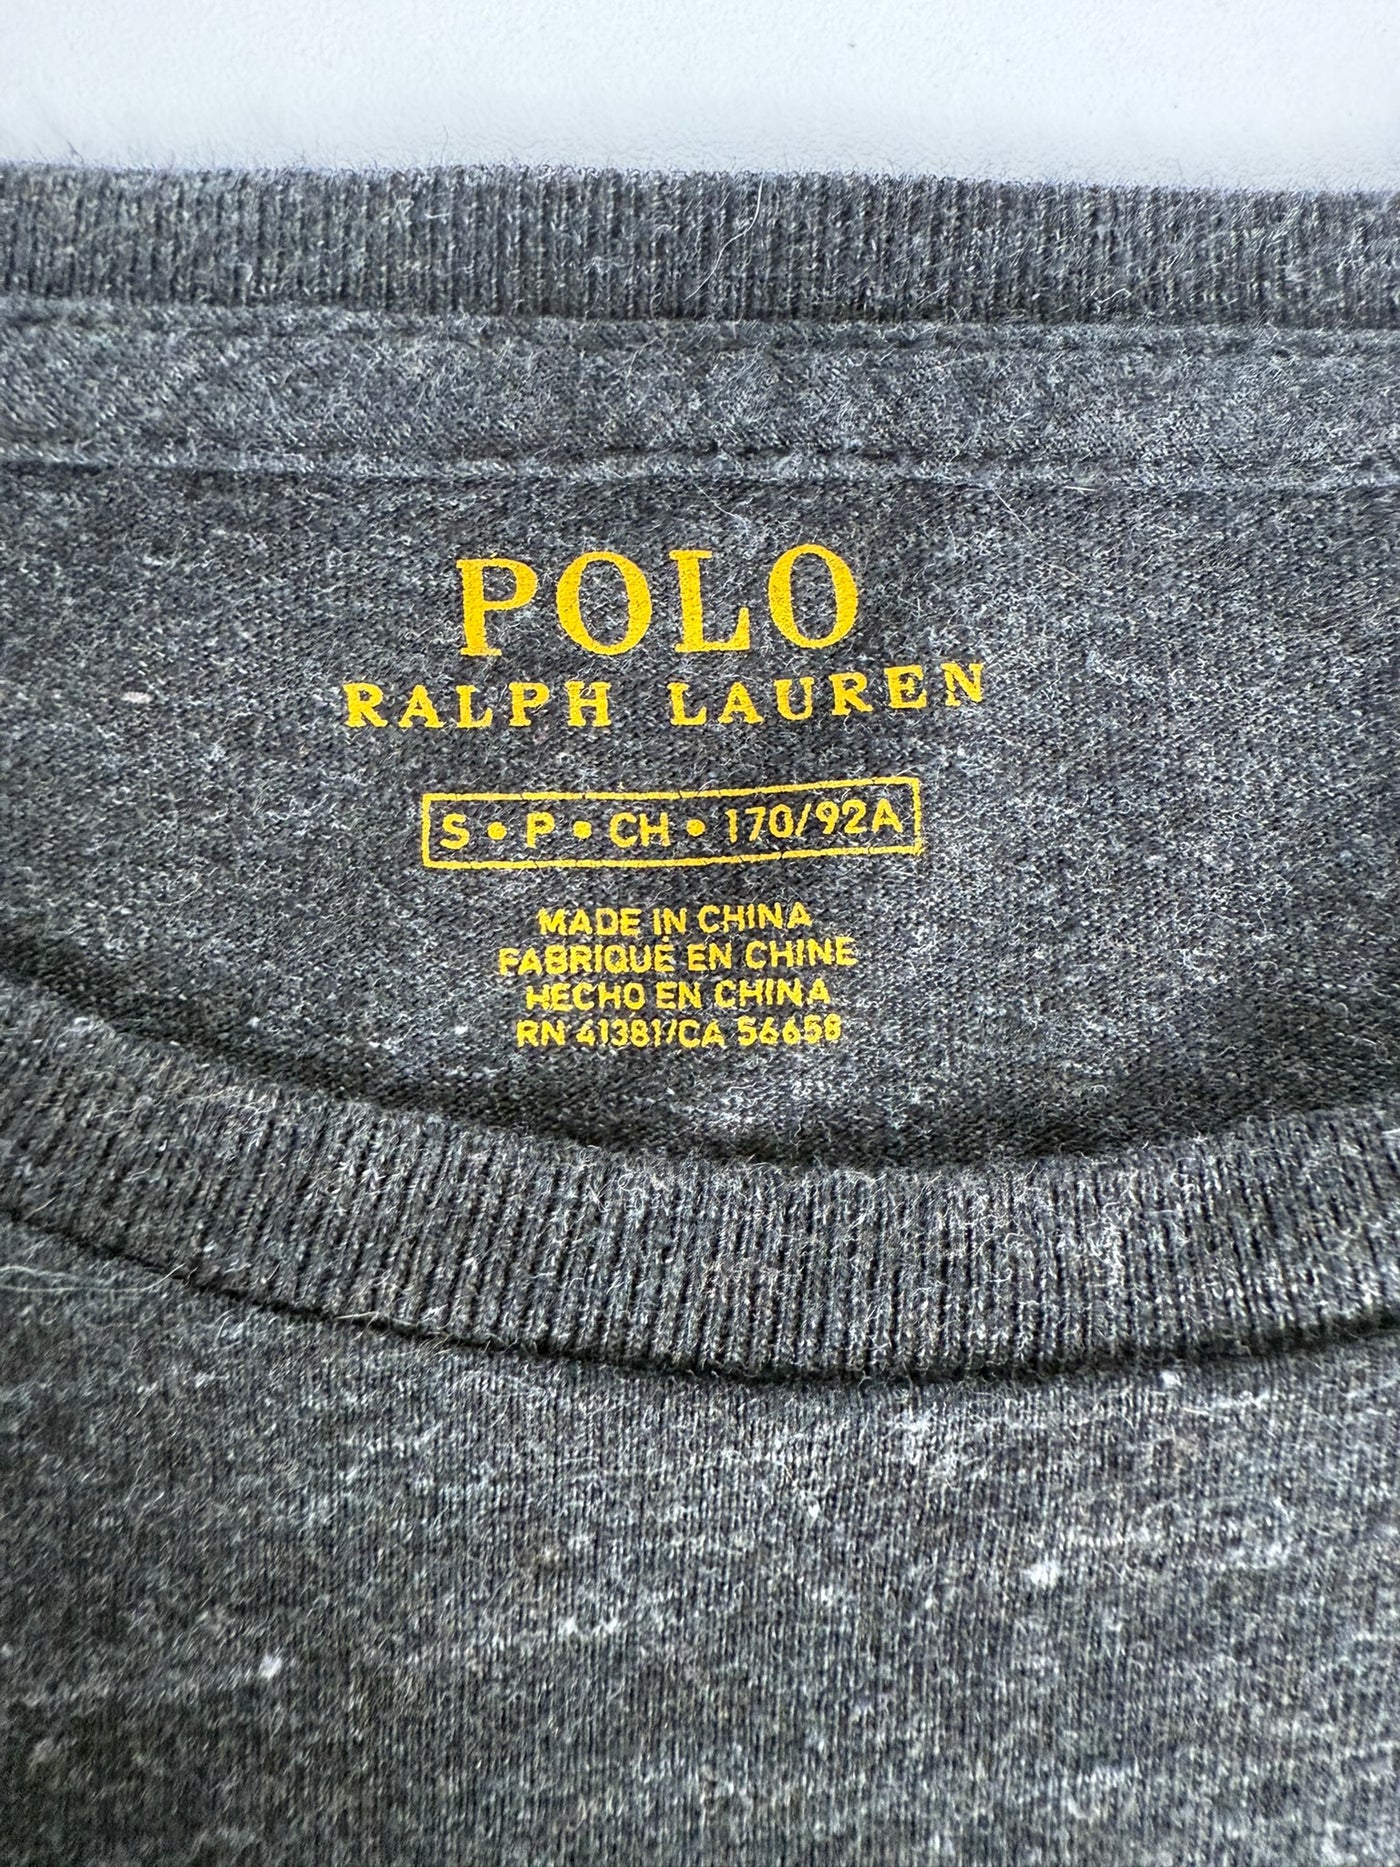 POLO
RALPH LAUREN
S • P • CH • 170/92A
MADE IN CHINA
FABRIQUÉ EN CHINE
HECHO EN CHINA
RN 41381/CA 56658